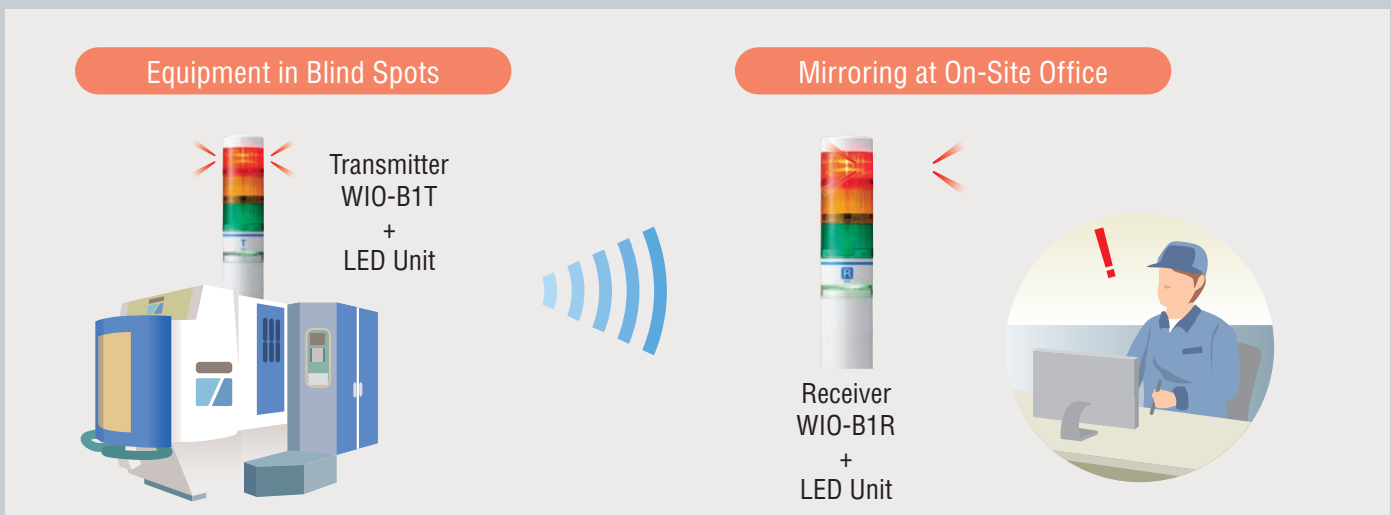 Equipment in Blind Spots
Mirroring at On-Site Office
Transmitter
WIO-B1T
+
LED Unit
T
R
Receiver
WIO-B1R
+
LED Unit
!